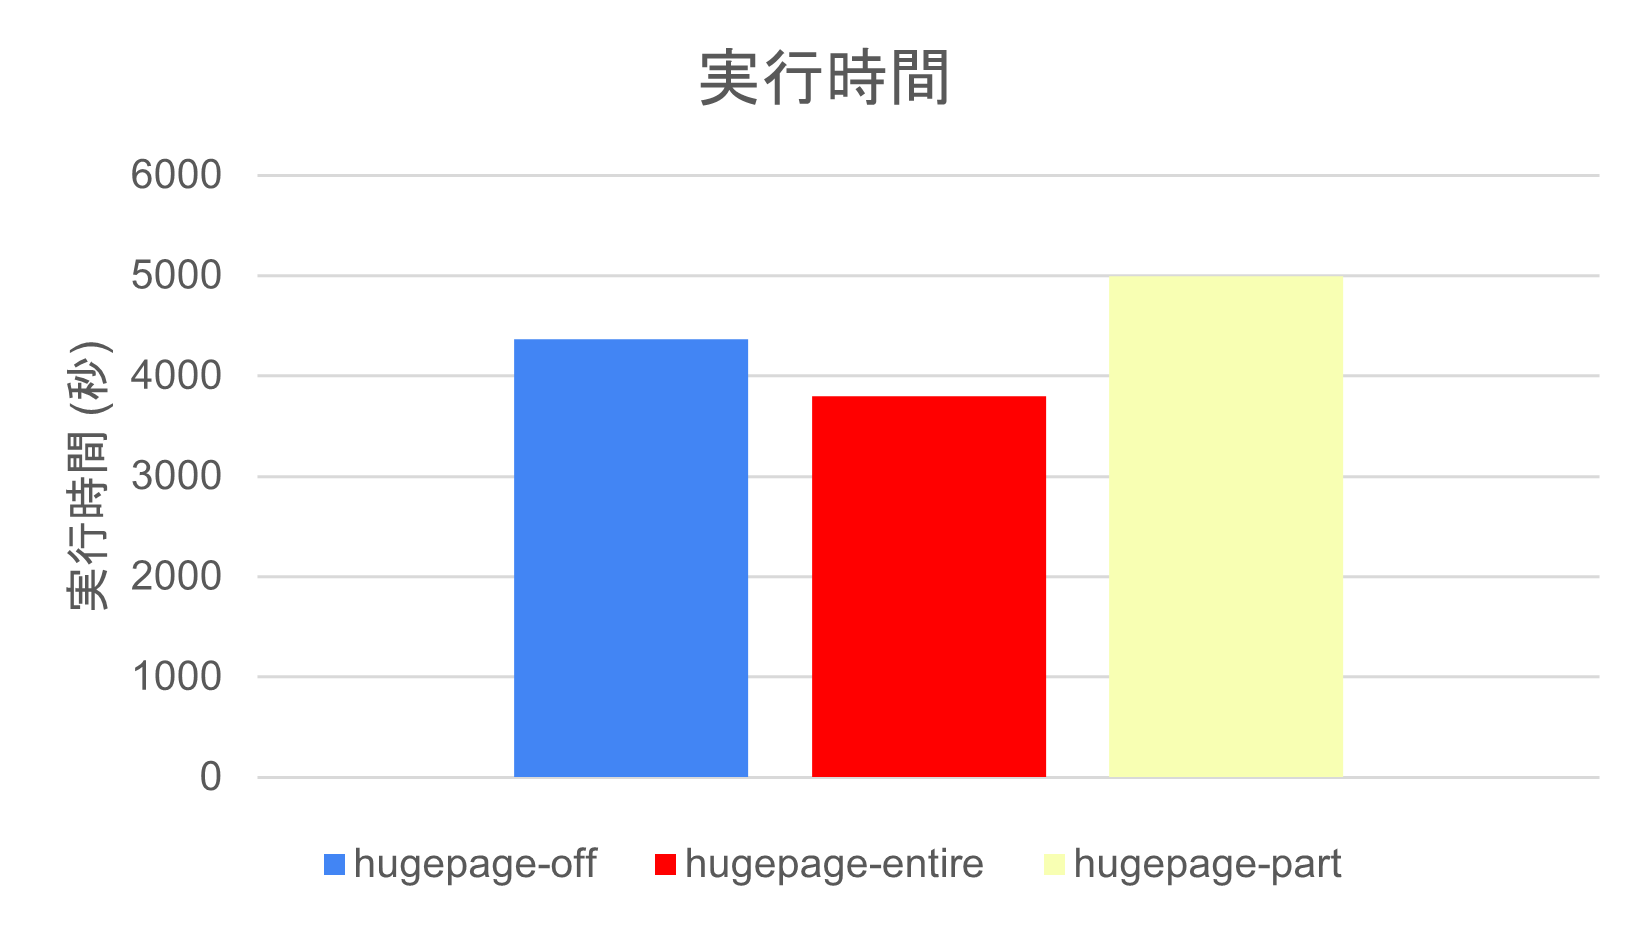 実行時間
6000
5000
4000
3000
2000
1000
0
実行時間 (秒)
hugepage-off
hugepage-entire
hugepage-part